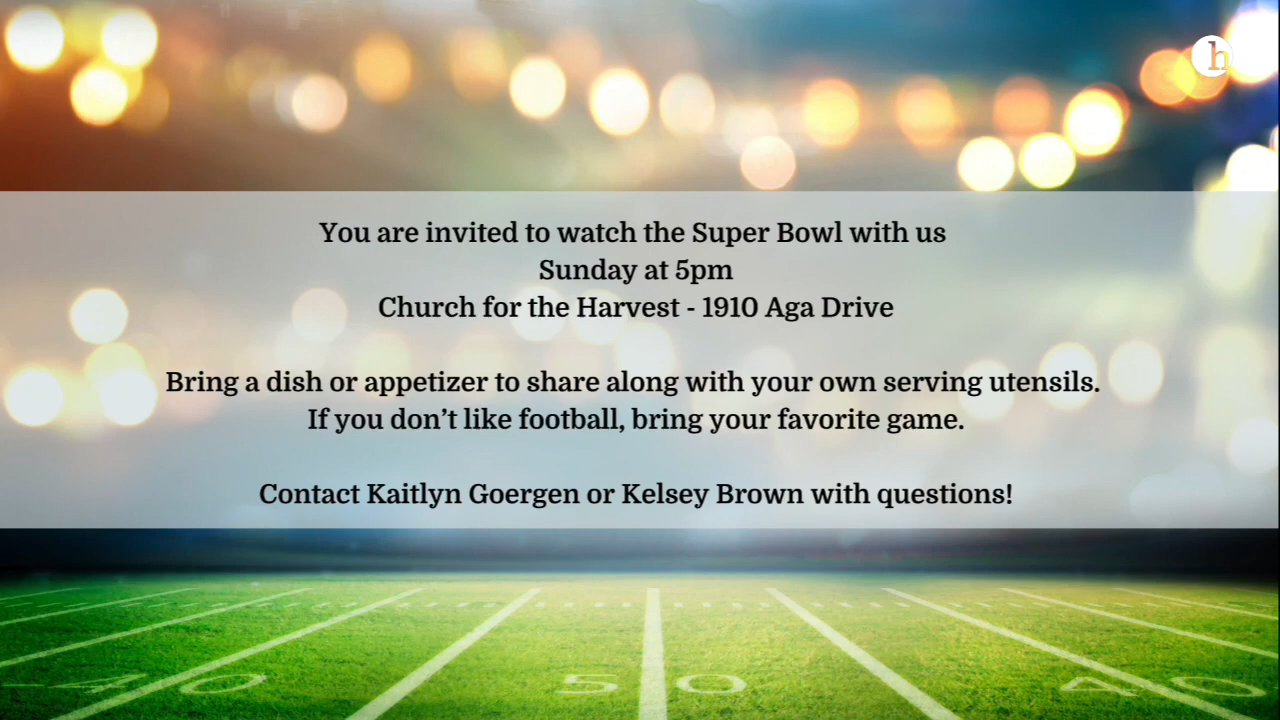 h
You are invited to watch the Super Bowl with us
Sunday at 5pm
Church for the Harvest - 1910 Aga Drive
Bring a dish or appetizer to share along with your own serving utensils.
If you don’t like football, bring your favorite game.
Contact Kaitlyn Goergen or Kelsey Brown with questions!
40 50 40